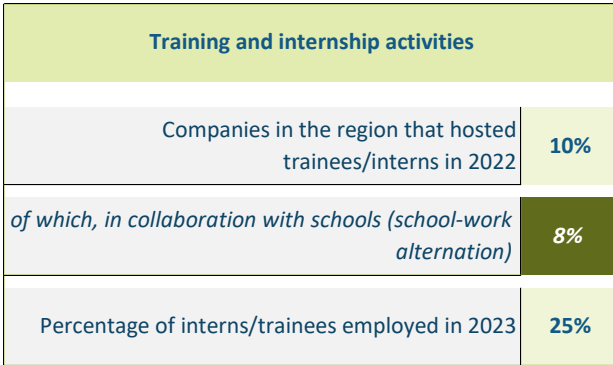 Training and internship activities
Companies in the region that hosted
trainees/interns in 2022
10%
of which, in collaboration with schools (school-work
alternation)
8%
Percentage of interns/trainees employed in 2023
25%